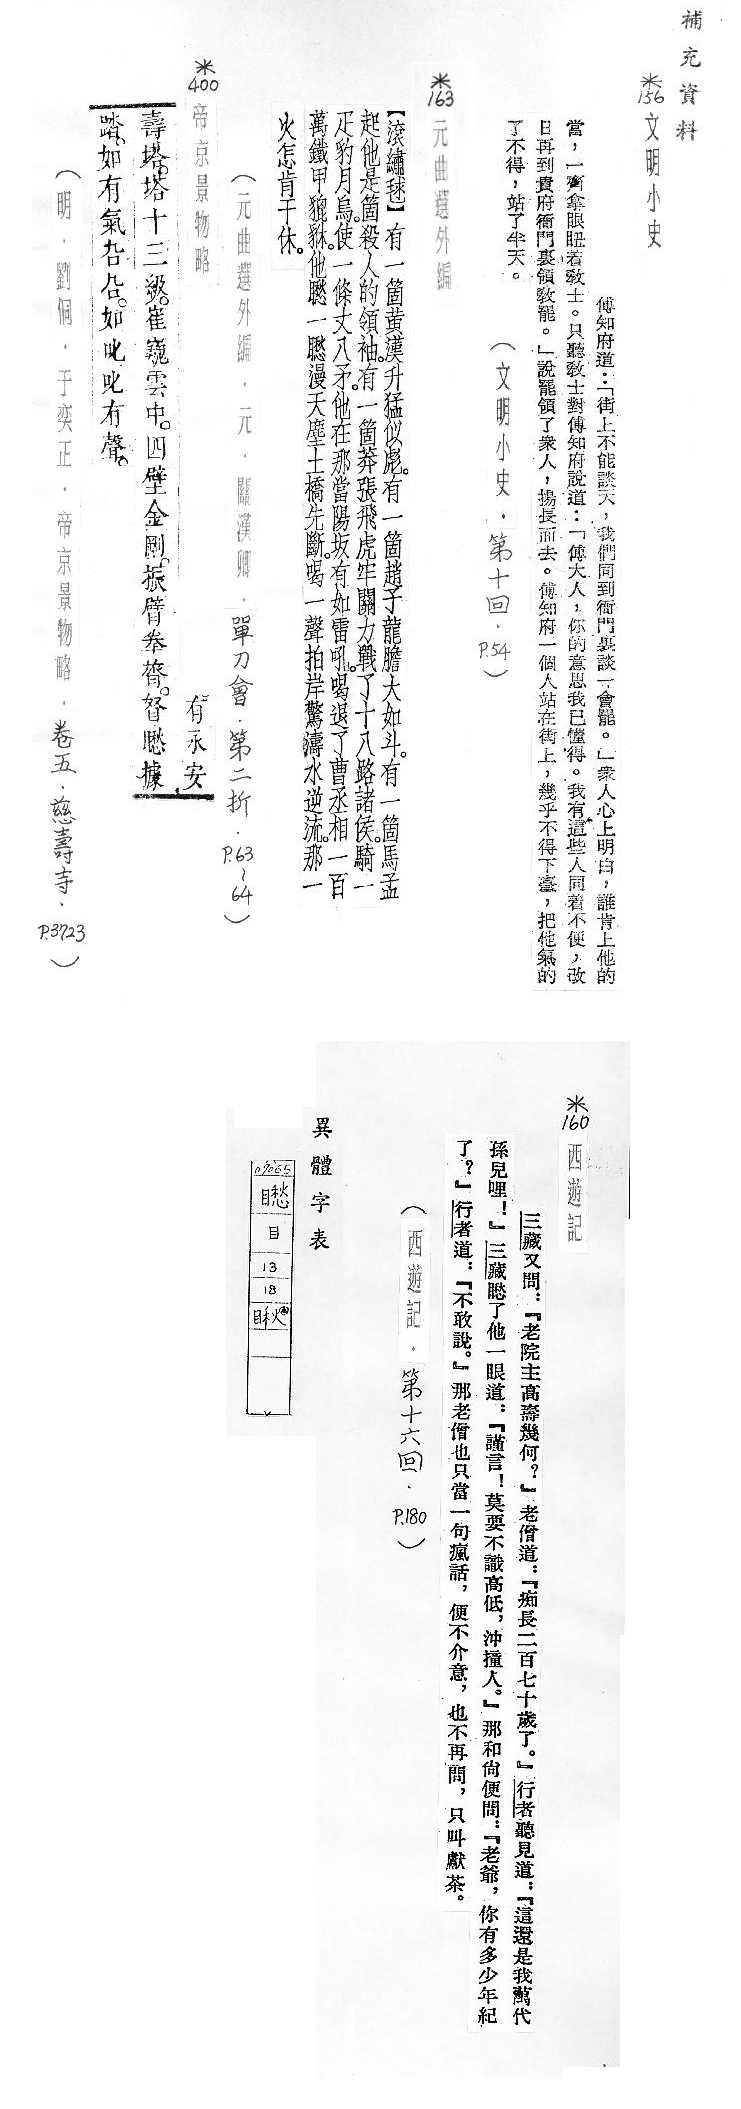 補充資料
*156
文明小史
傅知府道：「街上不能談天，我們同到衙門裏談一會罷。」衆人心上明白，誰肯上他的
當，一齊拿眼瞅着敎士。只聽敎士對傅知府說道：「傅大人，你的意思我已懂得。我有這些人同着不便，改
日再到貴府衙門裏領敎罷。」說罷領了衆人，揚長而去。傅知府一個人站在街上，幾乎不得下臺，把他氣的
了不得，站了半天。
（文明小史．第十回．P.54）
*163
元曲選外編
【滾繡毬】有一箇黃漢升猛似彪。有一箇趙子龍膽大如斗。有一箇馬孟
起他是箇殺人的領袖。有一箇莽張飛虎牢關力戰了十八路諸侯。騎一
疋豹月烏。使一條丈八矛。他在那當陽坂有如雷吼。喝退了曹丞相一百
萬鐵甲貔貅。他瞅一瞅漫天塵土橋先斷。喝一聲拍岸驚濤水逆流。那一
火怎肯干休。
（元曲選外編．元．關漢卿．單刀會．第二折．P.63~64）
*400
帝京景物略
有永安
壽塔。塔十三級。崔巍雲中。四壁金剛。振臂拳膂。督瞅據
踏。如有氣叴叴。如叱叱有聲。
（明．劉侗．于奕正．帝京景物略．卷五．慈壽寺．P.3723）
*160
西遊記
三藏又問：『老院主高壽幾何？』老僧道：『痴長二百七十歲了。』行者聽見道：『這還是我萬代
孫兒哩！』三藏瞅了他一眼道：『謹言！莫要不識高低，沖撞人。』那和尚便問：『老爺，你有多少年紀
了？』行者道：『不敢說。』那老僧也只當一句瘋話，便不介意，也不再問，只叫獻茶。
（西遊記．第十六回．P.180）
異體字表
09065
目
13
18
瞅